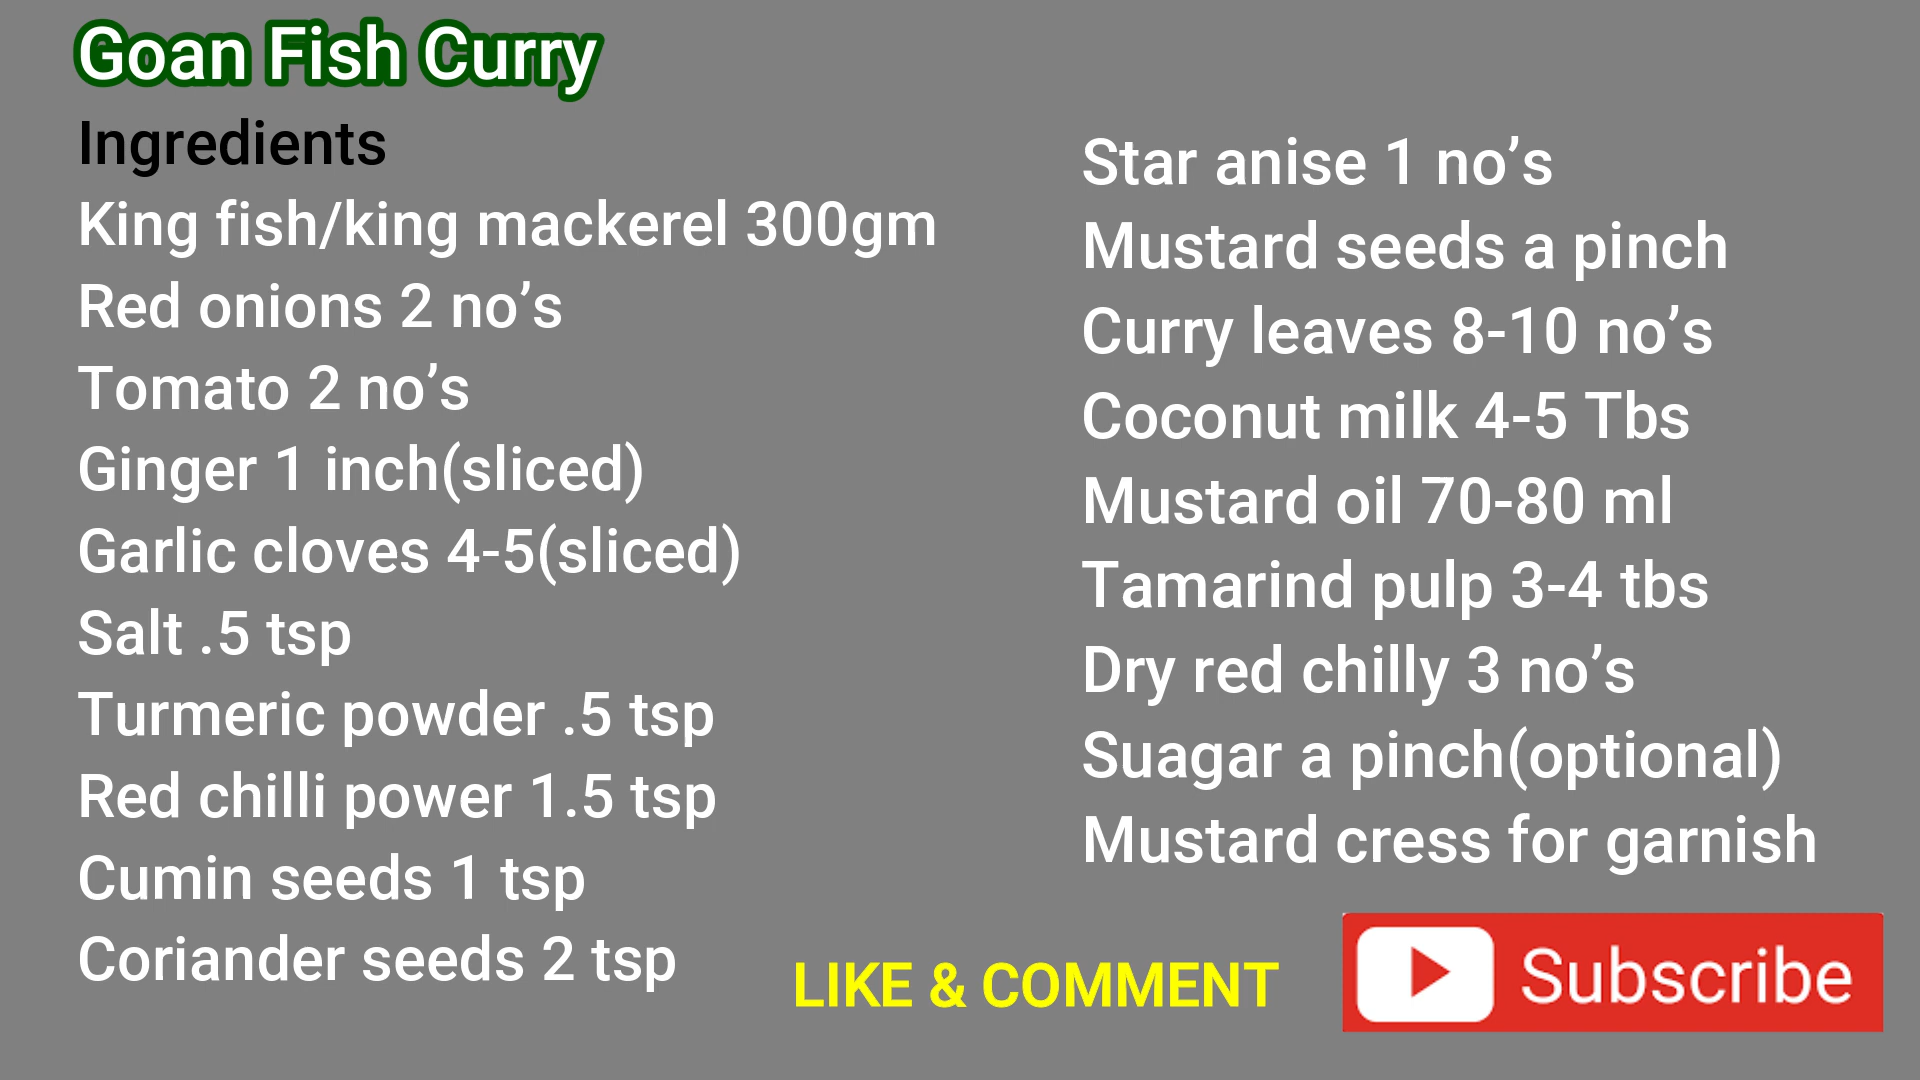 Goan Fish Curry
Ingredients
King fish/king mackerel 300gm
Red onions 2 no’s
Tomato 2 no’s
Ginger 1 inch(sliced)
Garlic cloves 4-5(sliced)
Salt .5 tsp
Turmeric powder .5 tsp
Red chilli power 1.5 tsp
Cumin seeds 1 tsp
Coriander seeds 2 tsp
Star anise 1 no’s
Mustard seeds a pinch
Curry leaves 8-10 no’s
Coconut milk 4-5 Tbs
Mustard oil 70-80 ml
Tamarind pulp 3-4 tbs
Dry red chilly 3 no’s
Suagar a pinch(optional)
Mustard cress for garnish
LIKE & COMMENT
Subscribe